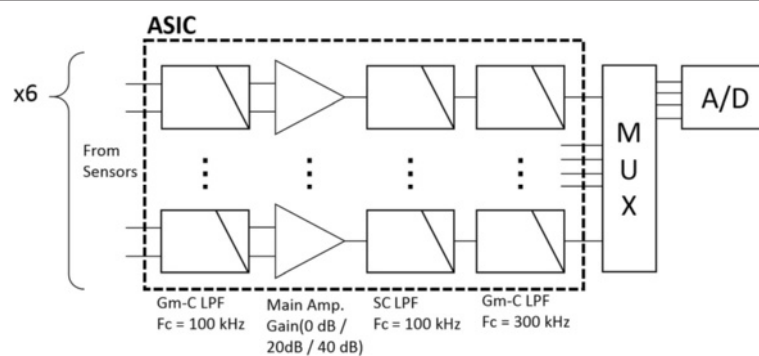 ASIC
x6
From
Sensors
M
U
X
A/D
Gm-C LPF
Fc = 100 kHz
Main Amp.
Gain(0 dB /
20dB / 40 dB)
SC LPF
Fc = 100 kHz
Gm-C LPF
Fc = 300 kHz